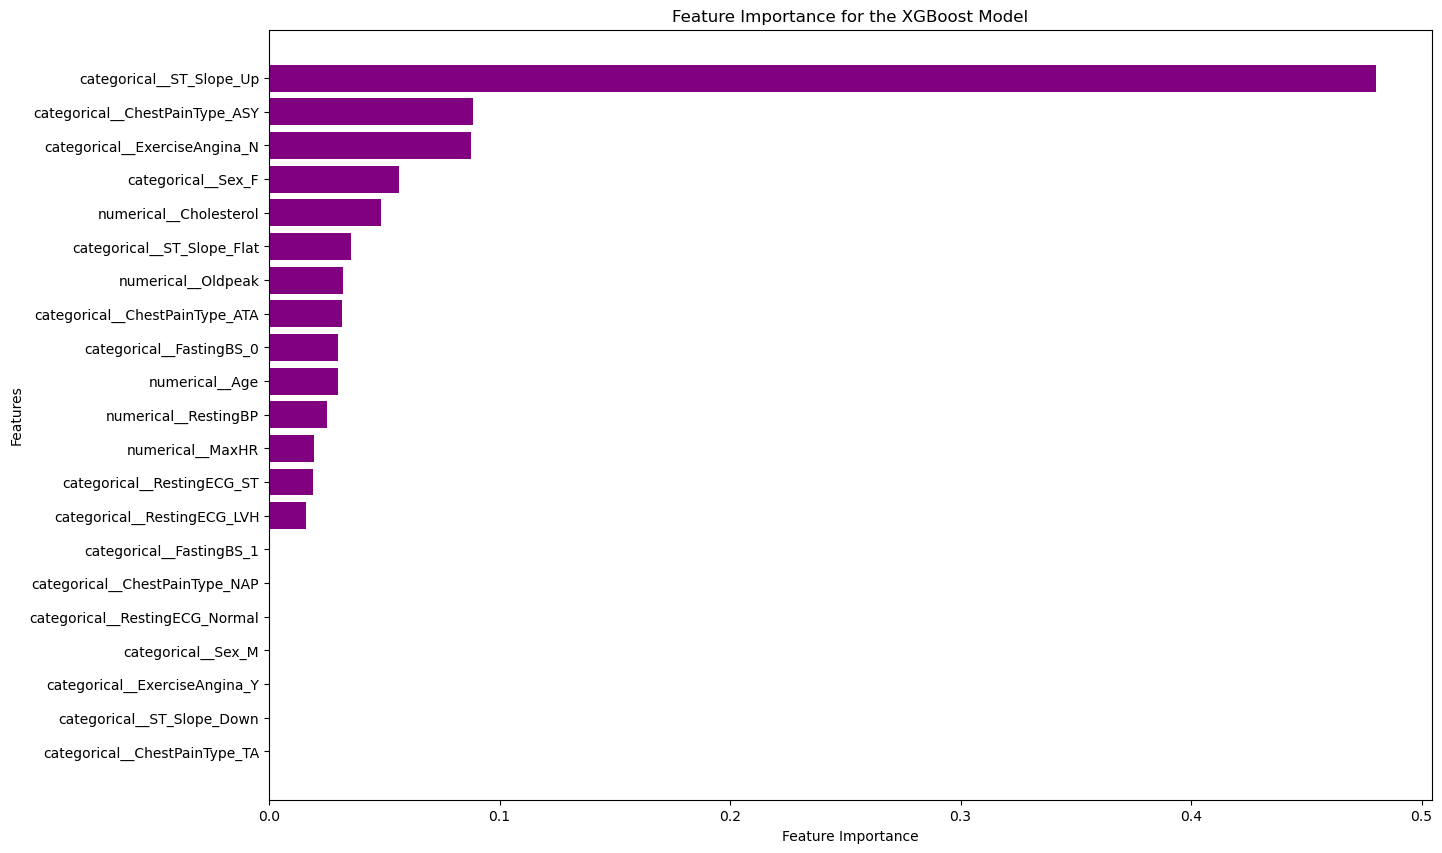 Feature Importance for the XGBoost Model
categorical__ST_Slope_Up
categorical__ChestPainType_ASY
categorical__ExerciseAngina_N
categorical__Sex_F
numerical__Cholesterol
categorical__ST_Slope_Flat
numerical__Oldpeak
categorical__ChestPainType_ATA
categorical__FastingBS_0
numerical__Age
numerical__RestingBP
numerical__MaxHR
categorical__RestingECG_ST
categorical__RestingECG_LVH
categorical__FastingBS_1
categorical__ChestPainType_NAP
categorical__RestingECG_Normal
categorical__Sex_M
categorical__ExerciseAngina_Y
categorical__ST_Slope_Down
categorical__ChestPainType_TA
Features
0.0 0.1 0.2 0.3 0.4 0.5
Feature Importance